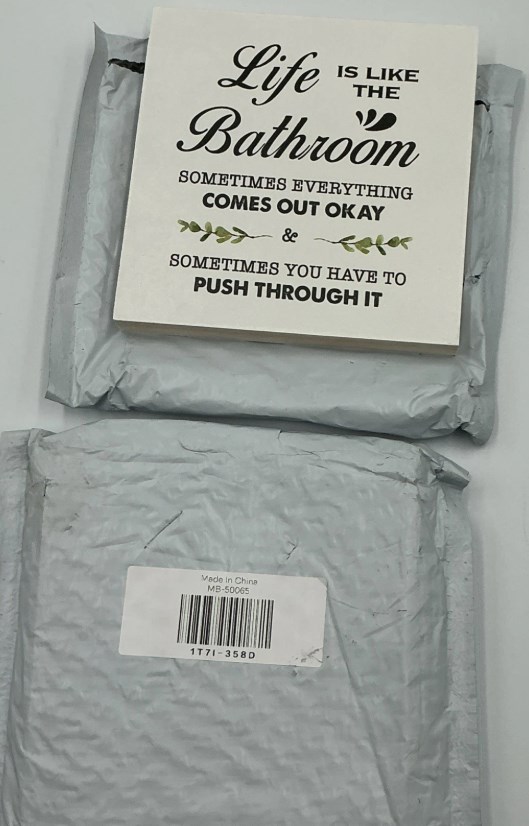 Life IS LIKE
THE
Bathroom
SOMETIMES EVERYTHING
COMES OUT OKAY
&
SOMETIMES YOU HAVE TO
PUSH THROUGH IT
Made In China
MB-50065
1T7I-358D